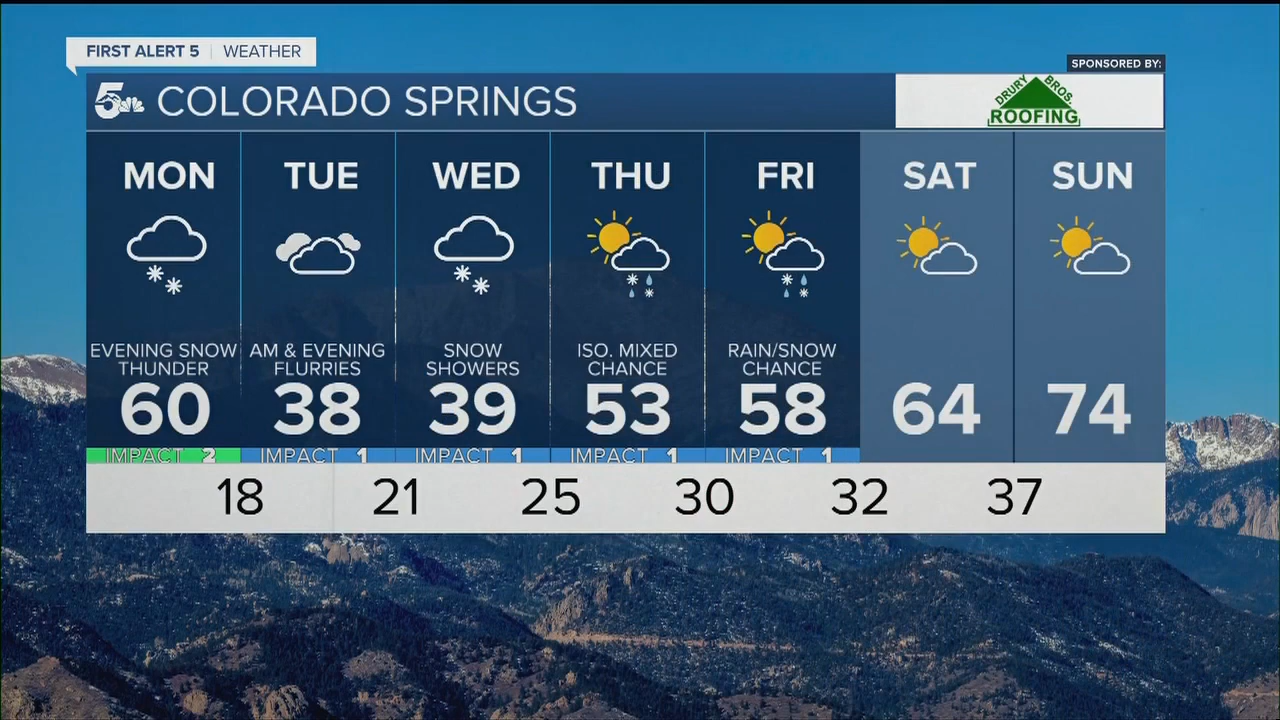 FIRST ALERT 5 | WEATHER
SPONSORED BY:
5 COLORADO SPRINGS
DRURY BROS.
ROOFING
MON TUE WED THU FRI SAT SUN
EVENING SNOW AM & EVENING SNOW ISO. MIXED RAIN/SNOW
THUNDER FLURRIES SHOWERS CHANCE CHANCE
60 38 39 53 58 64 74
IMPACT 2 IMPACT 1 IMPACT 1 IMPACT 1 IMPACT 1
18 21 25 30 32 37